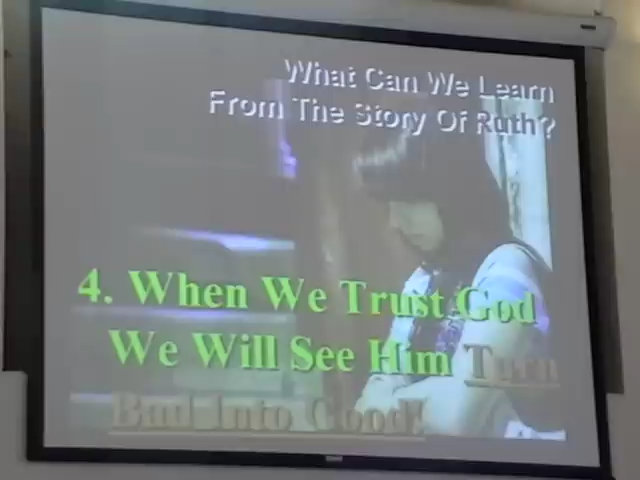 What Can We Learn
From The Story Of Ruth?
4. When We Trust God
We Will See Him Turn
Bad Into Good!